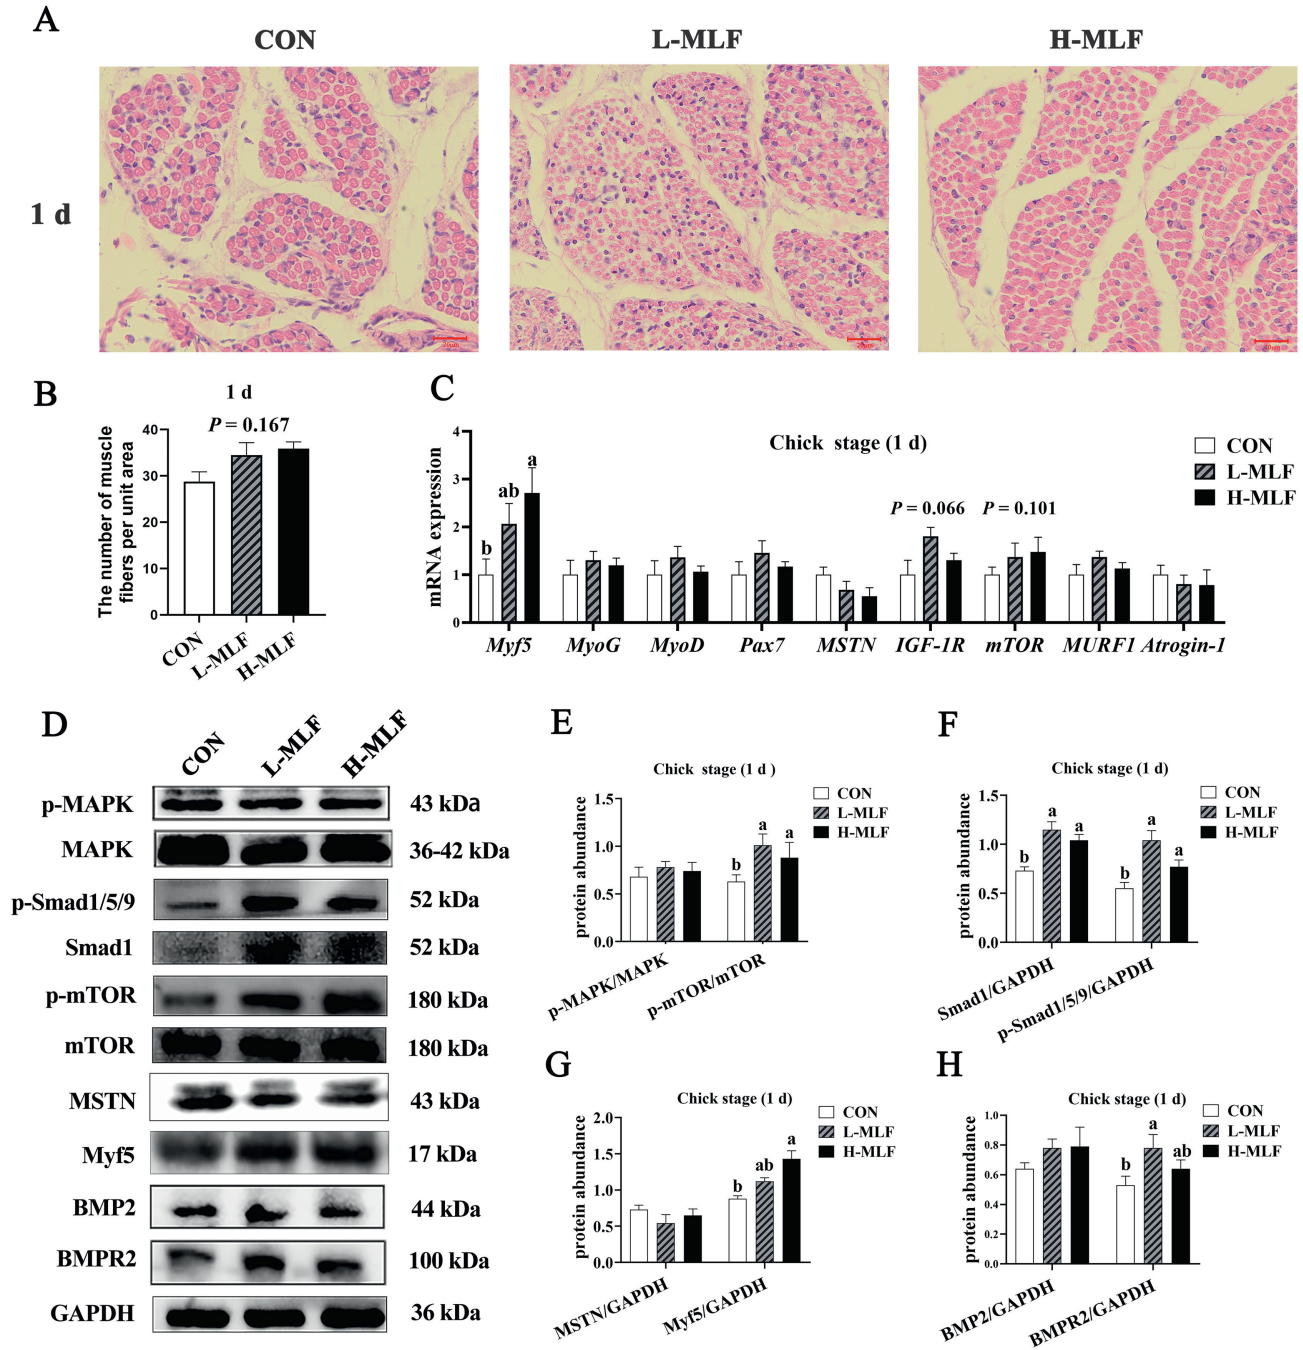 A
CON
L-MLF
H-MLF
1 d
20μm
20μm
B
1 d
P = 0.167
The number of muscle
fibers per unit area
40
30
20
10
0
CON
L-MLF
H-MLF
C
Chick stage (1 d)
CON
L-MLF
H-MLF
mRNA expression
4
3
2
1
0
b
ab
a
P = 0.066
P = 0.101
Myf5 MyoG MyoD Pax7 MSTN IGF-1R mTOR MURF1 Atrogin-1
D
CON
L-MLF
H-MLF
p-MAPK 43 kDa
MAPK 36-42 kDa
p-Smad1/5/9 52 kDa
Smad1 52 kDa
p-mTOR 180 kDa
mTOR 180 kDa
MSTN 43 kDa
Myf5 17 kDa
BMP2 44 kDa
BMPR2 100 kDa
GAPDH 36 kDa
E
Chick stage (1 d )
CON
L-MLF
H-MLF
protein abundance
1.5
1.0
0.5
0.0
b
a
a
p-MAPK/MAPK
p-mTOR/mTOR
F
Chick stage (1 d)
CON
L-MLF
H-MLF
protein abundance
1.5
1.0
0.5
0.0
b
a
a
b
a
a
Smad1/GAPDH
p-Smad1/5/9/GAPDH
G
Chick stage (1 d)
CON
L-MLF
H-MLF
protein abundance
2.0
1.5
1.0
0.5
0.0
b
ab
a
MSTN/GAPDH
Myf5/GAPDH
H
Chick stage (1 d)
CON
L-MLF
H-MLF
protein abundance
1.0
0.8
0.6
0.4
0.2
0.0
b
a
ab
BMP2/GAPDH
BMPR2/GAPDH